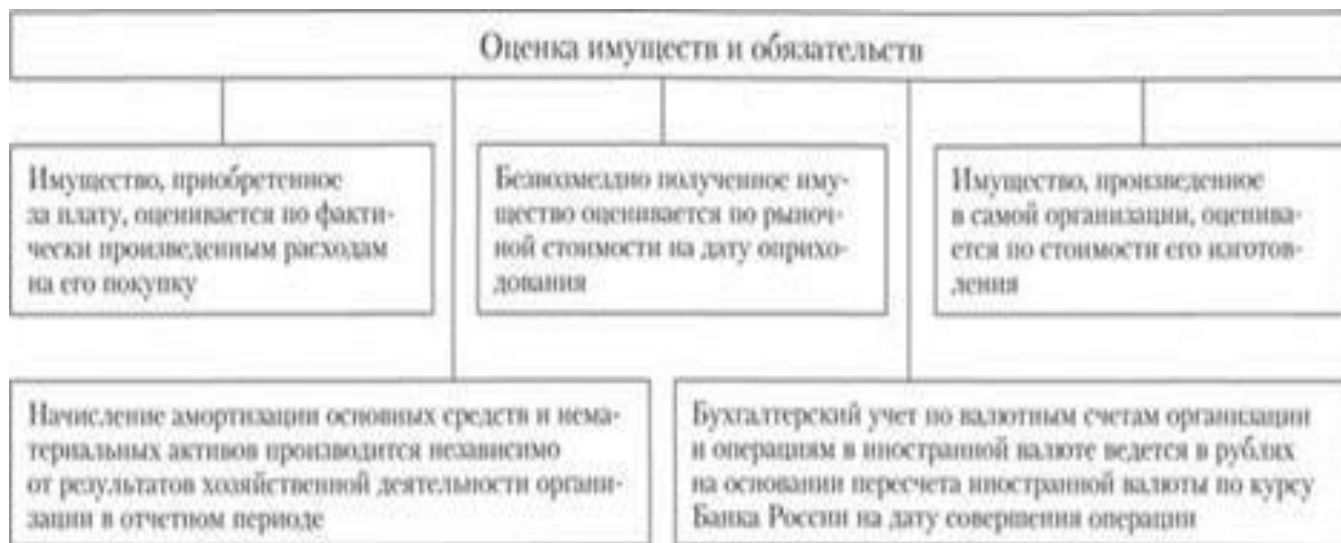 Оценка имуществ и обязательств
Имущество, приобретенное
за плату, оценивается по факти-
чески произведенным расходам
на его покупку
Безвозмездно полученное иму-
щество оценивается по рыноч-
ной стоимости на дату оприхо-
дования
Имущество, произведенное
в самой организации, оценива-
ется по стоимости его изготов-
ления
Начисление амортизации основных средств и нема-
териальных активов производится независимо
от результатов хозяйственной деятельности органи-
зации в отчетном периоде
Бухгалтерский учет по валютным счетам организации
и операциям в иностранной валюте ведется в рублях
на основании пересчета иностранной валюты по курсу
Банка России на дату совершения операции